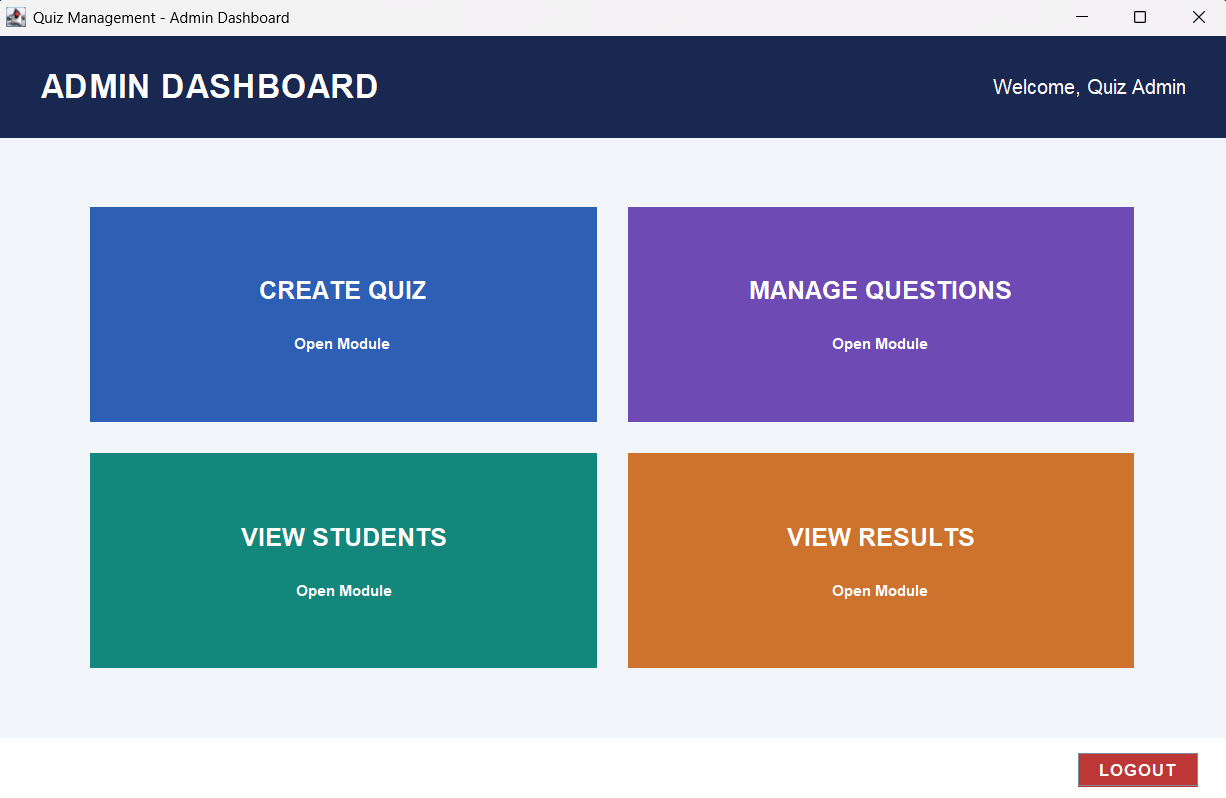 Quiz Management - Admin Dashboard
ADMIN DASHBOARD
Welcome, Quiz Admin
CREATE QUIZ
Open Module
MANAGE QUESTIONS
Open Module
VIEW STUDENTS
Open Module
VIEW RESULTS
Open Module
LOGOUT